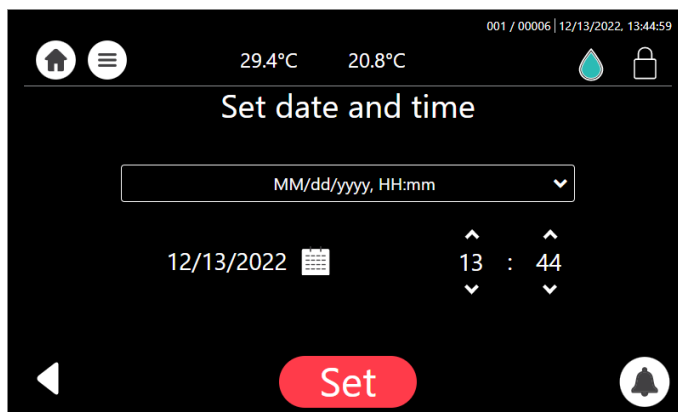 001 / 00006 | 12/13/2022, 13:44:59
29.4°C 20.8°C
Set date and time
MM/dd/yyyy, HH:mm
12/13/2022 13 : 44
Set